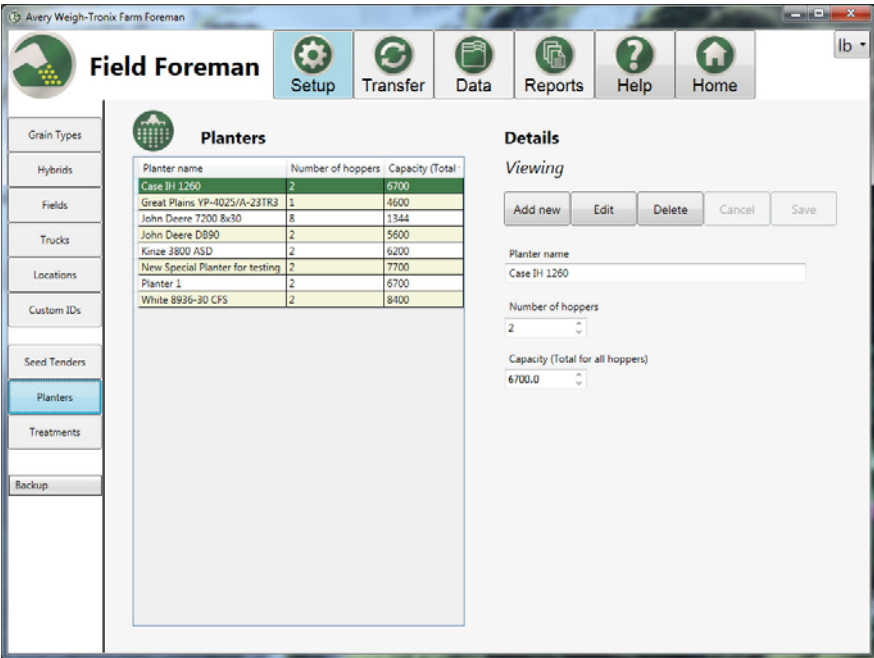 Avery Weigh-Tronix Farm Foreman
Field Foreman
Setup
Transfer
Data
Reports
Help
Home
lb
Grain Types
Hybrids
Fields
Trucks
Locations
Custom IDs
Seed Tenders
Planters
Treatments
Backup
Planters
Planter name Number of hoppers Capacity (Total
Case IH 1260 2 6700
Great Plains YP-4025/A-23TR3 1 4600
John Deere 7200 8x30 8 1344
John Deere DB90 2 5600
Kinze 3800 ASD 2 6200
New Special Planter for testing 2 7700
Planter 1 2 6700
White 8936-30 CFS 2 8400
Details
Viewing
Add new Edit Delete Cancel Save
Planter name
Case IH 1260
Number of hoppers
2
Capacity (Total for all hoppers)
6700.0